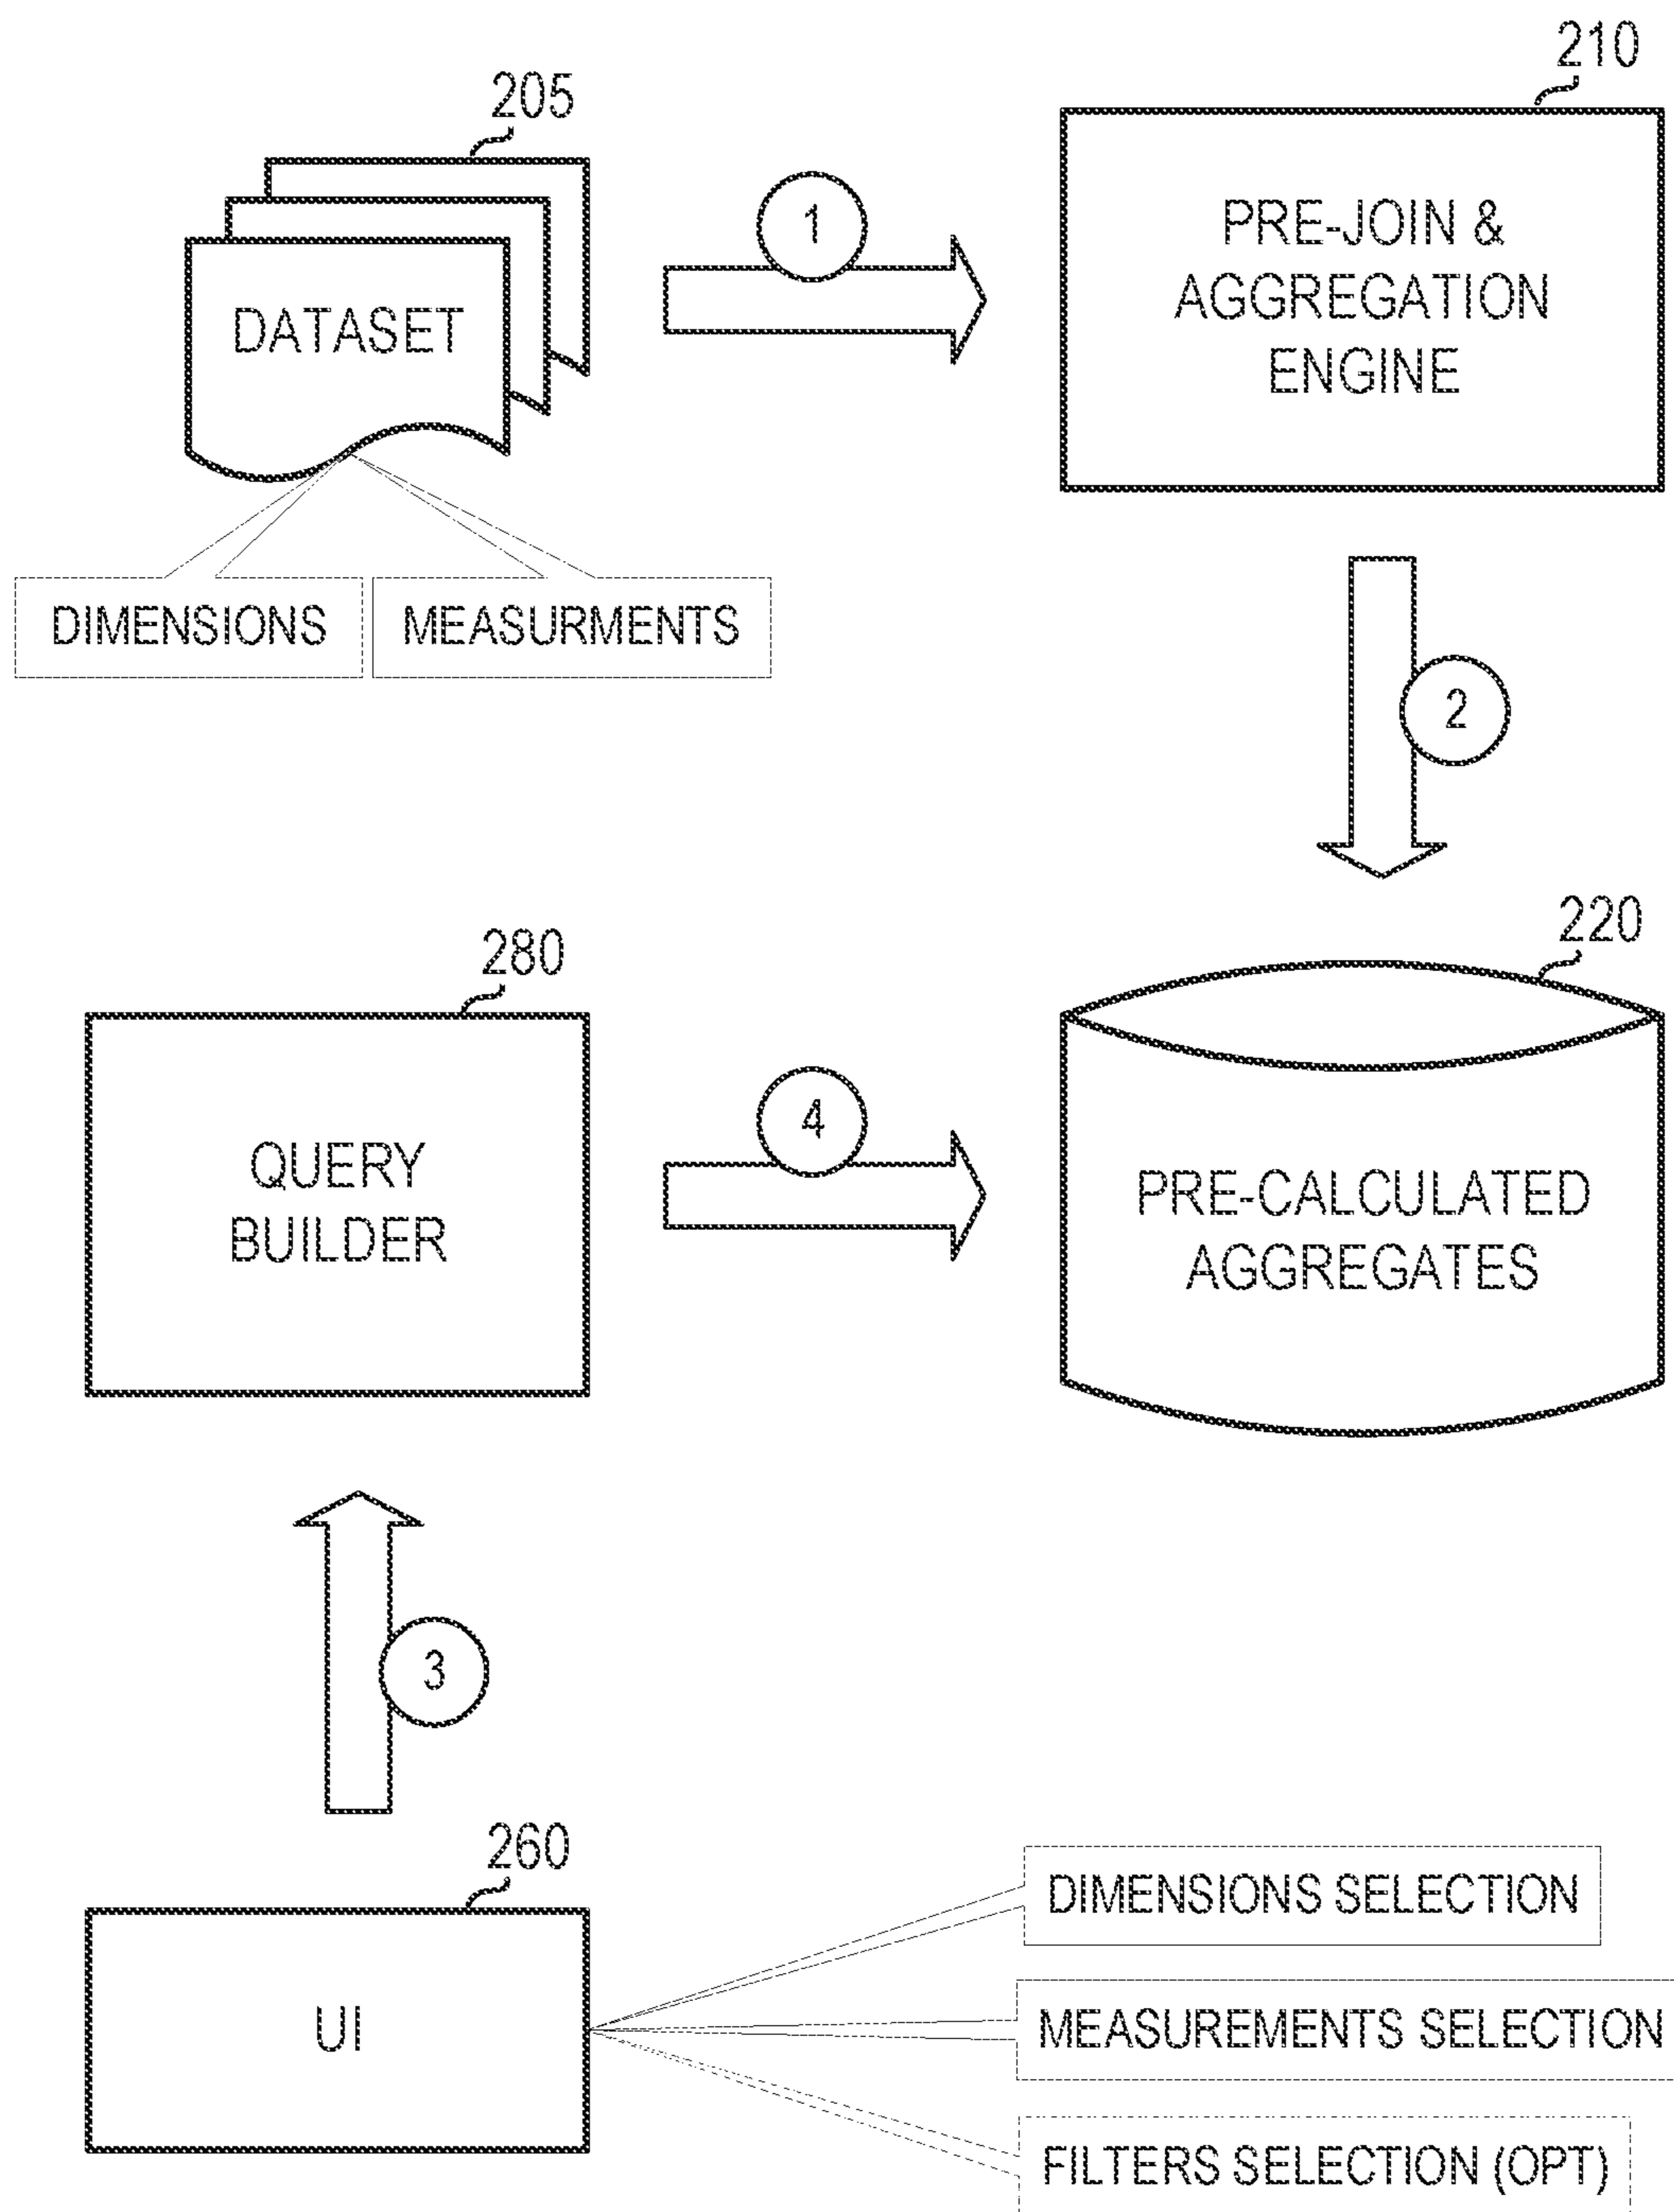 210
205
1
PRE-JOIN &
AGGREGATION
ENGINE
DATASET
DIMENSIONS
MEASURMENTS
2
220
280
4
QUERY
BUILDER
PRE-CALCULATED
AGGREGATES
3
260
UI
DIMENSIONS SELECTION
MEASUREMENTS SELECTION
FILTERS SELECTION (OPT)